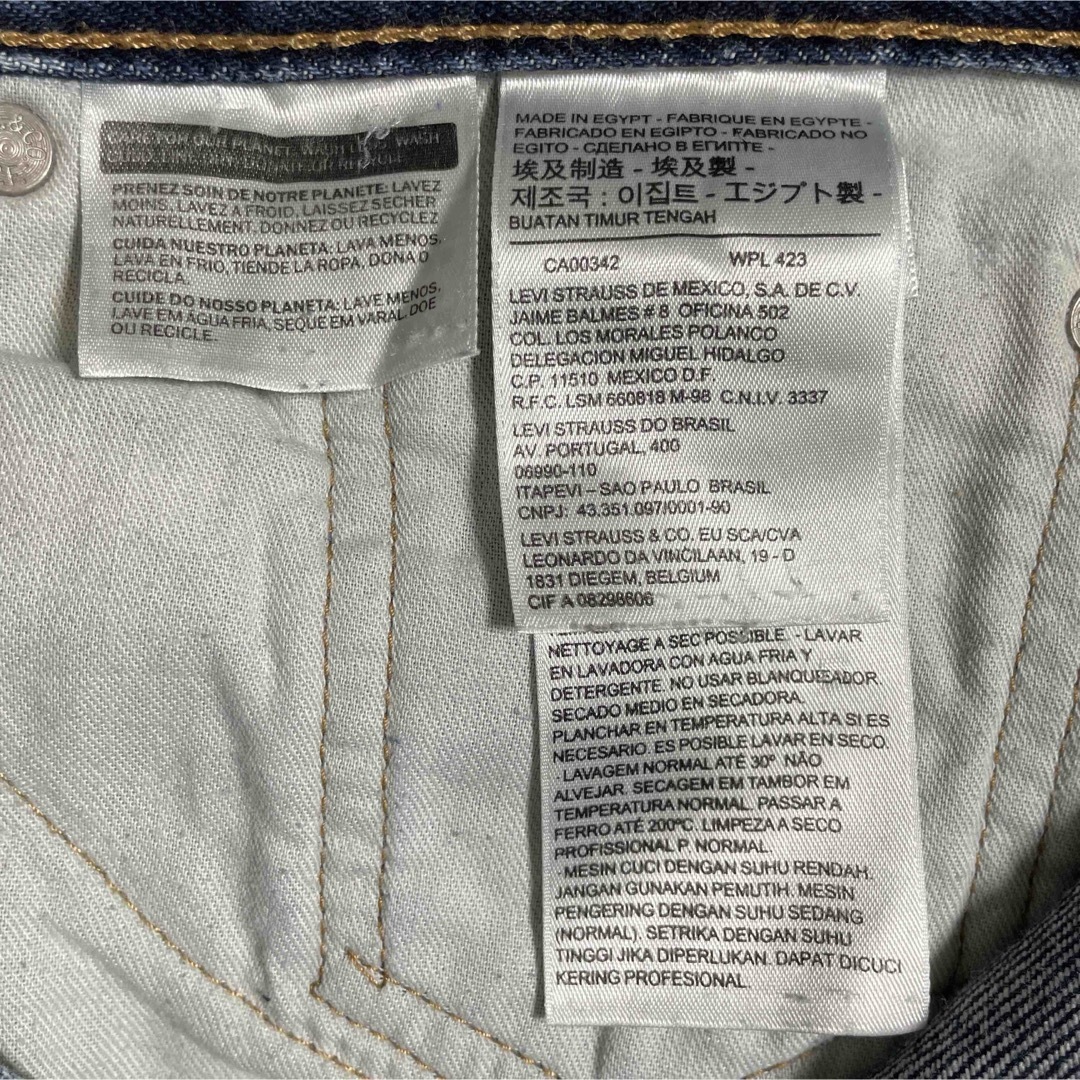 WASH
PRENEZ SOIN DE NOTRE PLANETE: LAVEZ
MOINS, LAVEZ A FROID, LAISSEZ SECHER
NATURELLEMENT, DONNEZ OU RECYCLEZ
CUIDA NUESTRO PLANETA: LAVA MENOS,
LAVA EN FRIO, TIENDE LA ROPA, DONA O
RECICLA.
CUIDE DO NOSSO PLANETA: LAVE MENOS,
LAVE EM AGUA FRIA, SEQUE EM VARAL, DOE
OU RECICLE.
MADE IN EGYPT - FABRIQUE EN EGYPTE -
FABRICADO EN EGIPTO - FABRICADO NO
EGITO - СДЕЛАНО В ЕГИПТЕ -
埃及制造 - 埃及製 -
제조국 : 이집트 - エジプト製 -
BUATAN TIMUR TENGAH
CA00342 WPL 423
LEVI STRAUSS DE MEXICO, S.A. DE C.V.
JAIME BALMES # 8 OFICINA 502
COL. LOS MORALES POLANCO
DELEGACION MIGUEL HIDALGO
C.P. 11510 MEXICO D.F.
R.F.C. LSM 660818 M-98 C.N.I.V. 3337
LEVI STRAUSS DO BRASIL
AV. PORTUGAL, 400
06990-110
ITAPEVI – SAO PAULO BRASIL
CNPJ: 43.351.097/0001-90
LEVI STRAUSS & CO. EU SCA/CVA
LEONARDO DA VINCILAAN, 19 - D
1831 DIEGEM, BELGIUM
CIF A 08298606
NETTOYAGE A SEC POSSIBLE. - LAVAR
EN LAVADORA CON AGUA FRIA Y
DETERGENTE. NO USAR BLANQUEADOR.
SECADO MEDIO EN SECADORA.
PLANCHAR EN TEMPERATURA ALTA SI ES
NECESARIO. ES POSIBLE LAVAR EN SECO.
- LAVAGEM NORMAL ATÉ 30º NÃO
ALVEJAR. SECAGEM EM TAMBOR EM
TEMPERATURA NORMAL. PASSAR A
FERRO ATÉ 200ºC. LIMPEZA A SECO
PROFISSIONAL P. NORMAL.
- MESIN CUCI DENGAN SUHU RENDAH.
JANGAN GUNAKAN PEMUTIH. MESIN
PENGERING DENGAN SUHU SEDANG
(NORMAL). SETRIKA DENGAN SUHU
TINGGI JIKA DIPERLUKAN. DAPAT DICUCI
KERING PROFESIONAL.